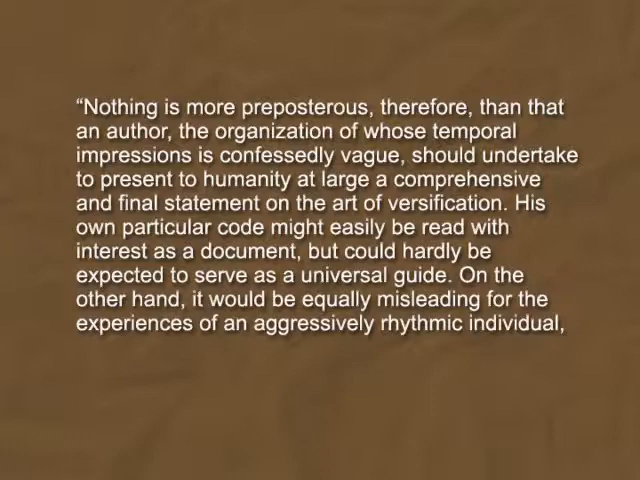 “Nothing is more preposterous, therefore, than that
an author, the organization of whose temporal
impressions is confessedly vague, should undertake
to present to humanity at large a comprehensive
and final statement on the art of versification. His
own particular code might easily be read with
interest as a document, but could hardly be
expected to serve as a universal guide. On the
other hand, it would be equally misleading for the
experiences of an aggressively rhythmic individual,